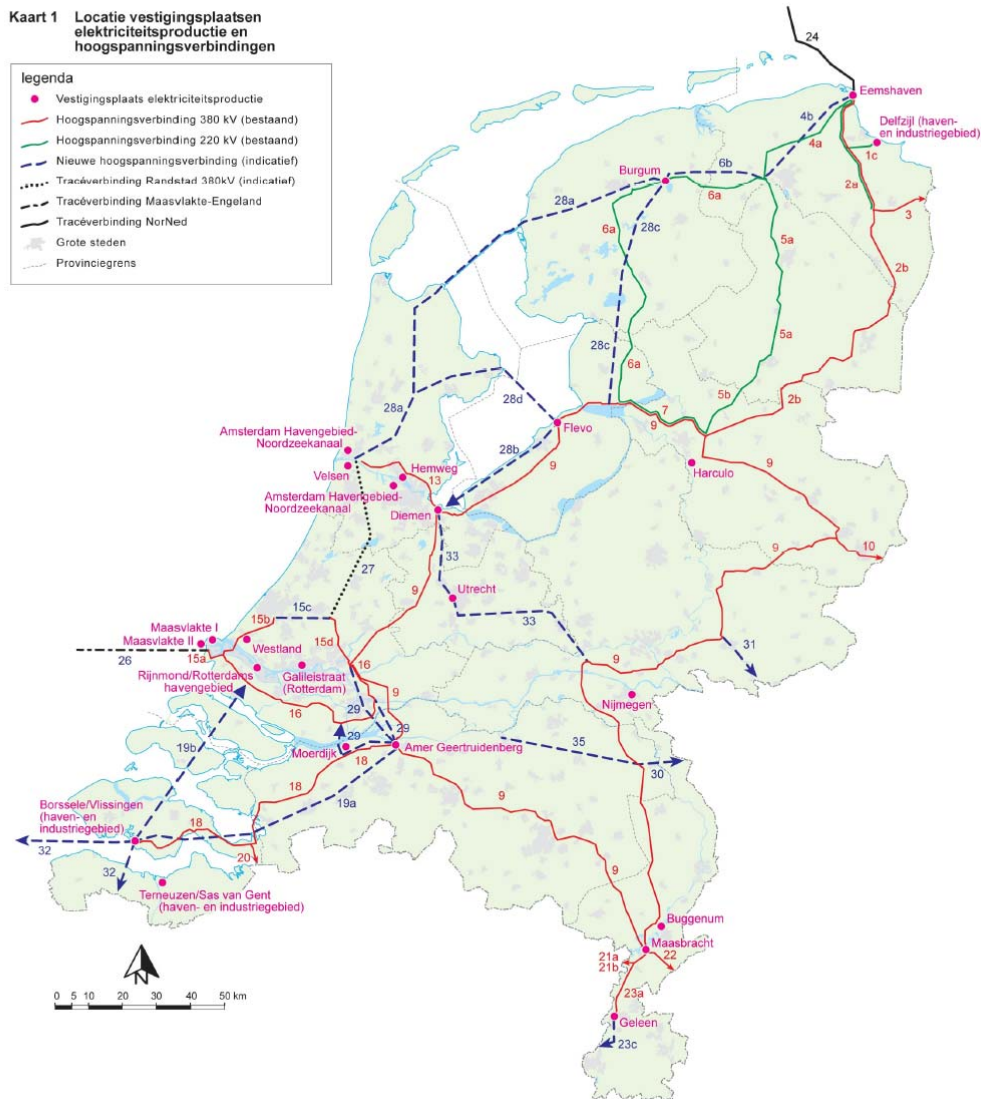 Kaart 1 Locatie vestigingsplaatsen
elektriciteitsproductie en
hoogspanningsverbindingen
legenda
Vestigingsplaats elektriciteitsproductie
Hoogspanningsverbinding 380 kV (bestaand)
Hoogspanningsverbinding 220 kV (bestaand)
Nieuwe hoogspanningsverbinding (indicatief)
Tracéverbinding Randstad 380kV (indicatief)
Tracéverbinding Maasvlakte-Engeland
Tracéverbinding NorNed
Grote steden
Provinciegrens
24
Eemshaven
4b
Delfzijl (haven-
en industriegebied)
4a
1c
Burgum
6b
2a
6a
3
28a
6a
28c
5a
2b
5a
28c
6a
28a
28d
5b
2b
7
9
Flevo
Amsterdam Havengebied-
Noordzeekanaal
28b
Velsen
Hemweg
13
9
Harculo
9
Amsterdam Havengebied-
Noordzeekanaal
Diemen
33
9
10
27
9
Utrecht
15c
33
15b
Maasvlakte I
Maasvlakte II
Westland
15d
31
26
15a
16
9
Rijnmond/Rotterdams
havengebied
Galileistraat
(Rotterdam)
9
Nijmegen
16
29
29
29
19b
Moerdijk
Amer Geertruidenberg
35
18
30
18
19a
9
Borssele/Vlissingen
(haven- en
industriegebied)
18
32
20
32
Terneuzen/Sas van Gent
(haven- en industriegebied)
9
Buggenum
Maasbracht
21a
21b
22
23a
Geleen
23c
0 5 10 20 30 40 50 km